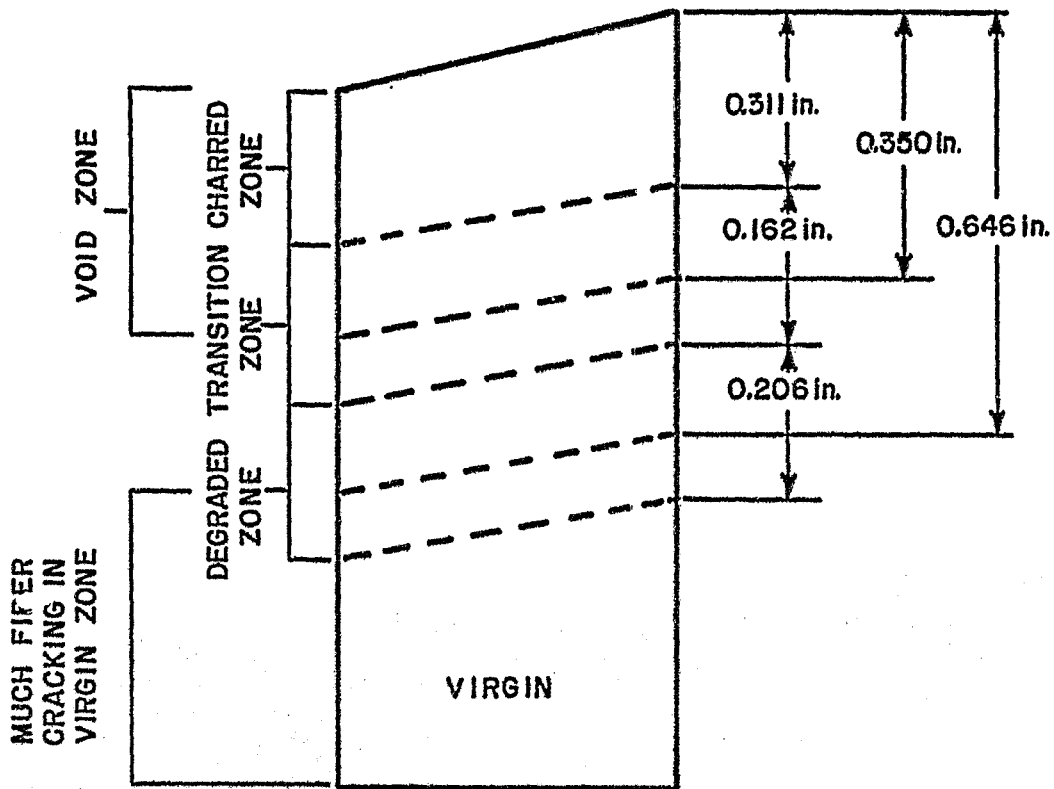 VOID ZONE
CHARRED
ZONE
TRANSITION
ZONE
DEGRADED
ZONE
MUCH FIFER
CRACKING IN
VIRGIN ZONE
VIRGIN
0.311 in.
0.350 in.
0.162 in.
0.646 in.
0.206 in.